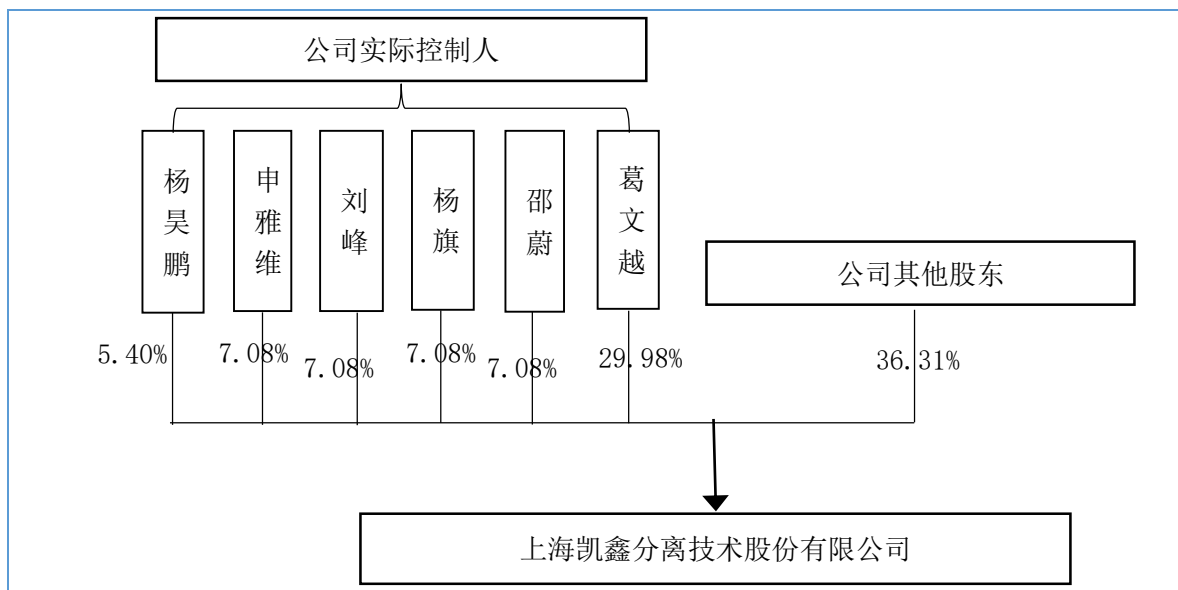 公司实际控制人
杨昊鹏
申雅维
刘峰
杨旗
邵蔚
葛文越
公司其他股东
5.40%
7.08%
7.08%
7.08%
7.08%
29.98%
36.31%
上海凯鑫分离技术股份有限公司